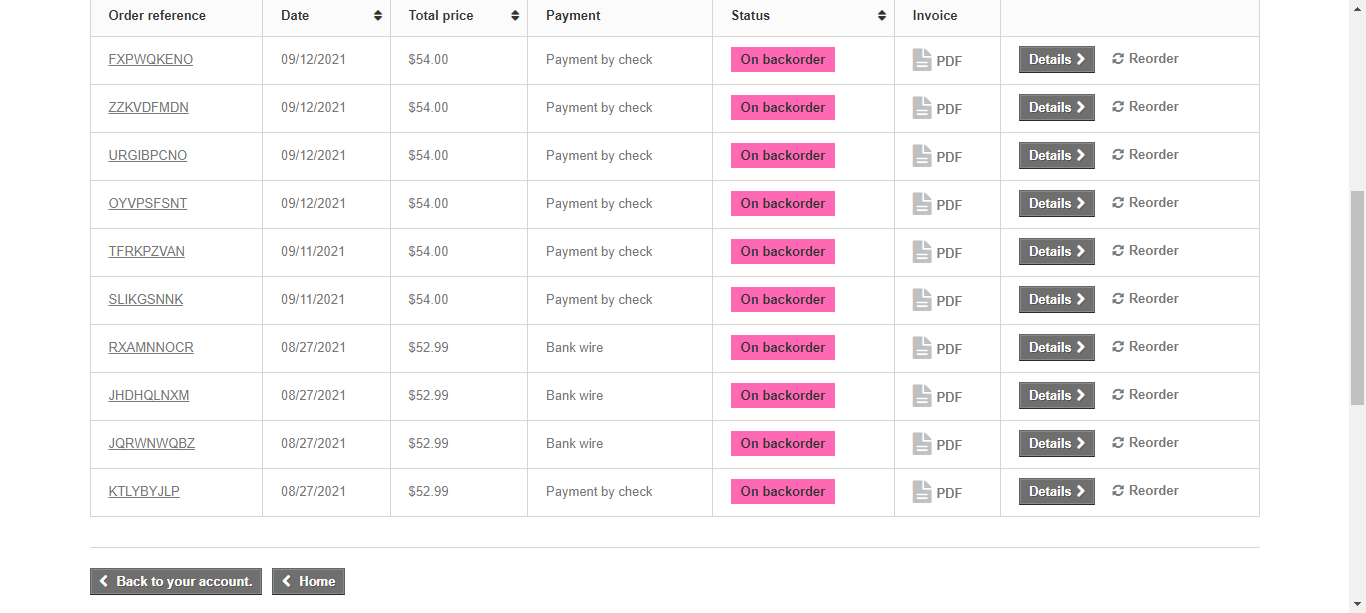 Order reference Date Total price Payment Status Invoice
FXPWQKENO 09/12/2021 $54.00 Payment by check On backorder PDF Details Reorder
ZZKVDFMDN 09/12/2021 $54.00 Payment by check On backorder PDF Details Reorder
URGIBPCNO 09/12/2021 $54.00 Payment by check On backorder PDF Details Reorder
OYVPSFSNT 09/12/2021 $54.00 Payment by check On backorder PDF Details Reorder
TFRKPZVAN 09/11/2021 $54.00 Payment by check On backorder PDF Details Reorder
SLIKGSNNK 09/11/2021 $54.00 Payment by check On backorder PDF Details Reorder
RXAMNNOCR 08/27/2021 $52.99 Bank wire On backorder PDF Details Reorder
JHDHQLNXM 08/27/2021 $52.99 Bank wire On backorder PDF Details Reorder
JQRWNWQBZ 08/27/2021 $52.99 Bank wire On backorder PDF Details Reorder
KTLYBYJLP 08/27/2021 $52.99 Payment by check On backorder PDF Details Reorder
Back to your account. Home